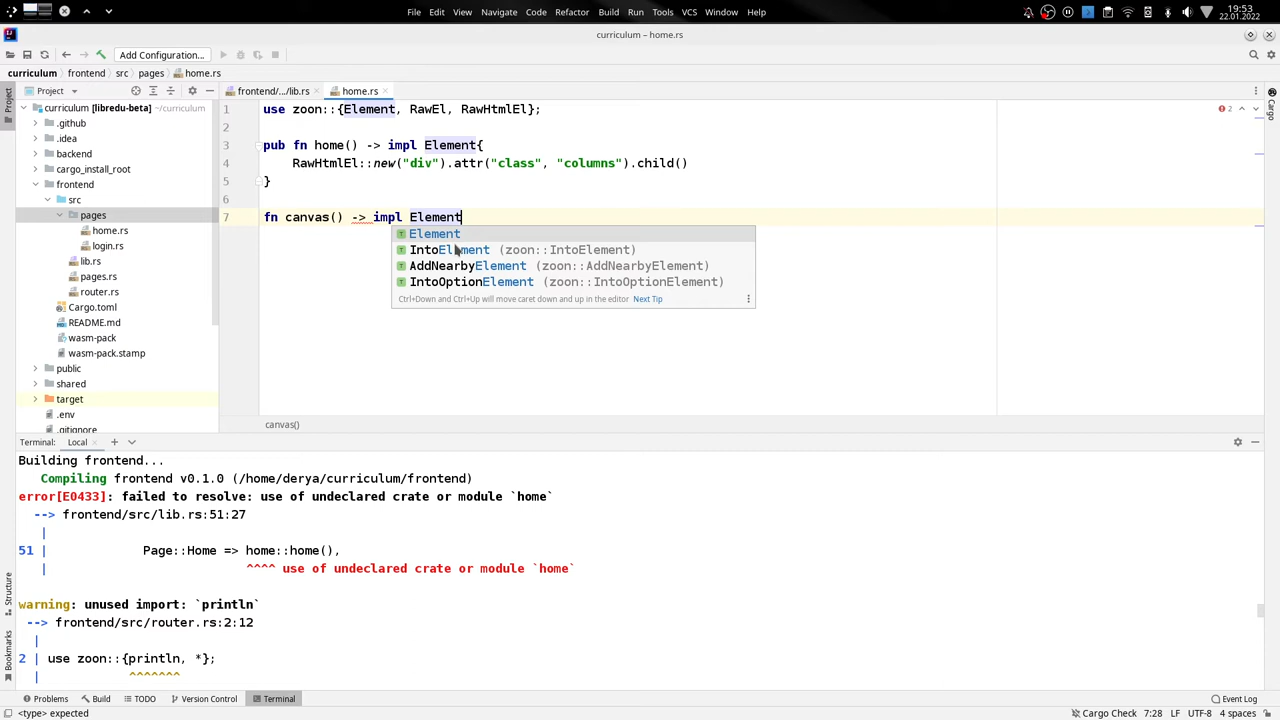 File Edit View Navigate Code Refactor Build Run Tools VCS Window Help 19:53
22.01.2022
curriculum – home.rs
Add Configuration...
curriculum frontend src pages home.rs
Project
frontend/.../lib.rs
home.rs
Cargo
curriculum [libredu-beta] ~/curriculum
.github
.idea
backend
cargo_install_root
frontend
src
pages
home.rs
login.rs
lib.rs
pages.rs
router.rs
Cargo.toml
README.md
wasm-pack
wasm-pack.stamp
public
shared
target
.env
.gitignore
1 use zoon::{Element, RawEl, RawHtmlEl}; 2
2
3 pub fn home() -> impl Element{
4 RawHtmlEl::new("div").attr("class", "columns").child()
5 }
6
7 fn canvas() -> impl Element
Element
IntoElement (zoon::IntoElement)
AddNearbyElement (zoon::AddNearbyElement)
IntoOptionElement (zoon::IntoOptionElement)
Ctrl+Down and Ctrl+Up will move caret down and up in the editor Next Tip
canvas()
Terminal: Local
Building frontend...
Compiling frontend v0.1.0 (/home/derya/curriculum/frontend)
error[E0433]: failed to resolve: use of undeclared crate or module `home`
--> frontend/src/lib.rs:51:27
|
51 | Page::Home => home::home(),
| ^^^^ use of undeclared crate or module `home`
warning: unused import: `println`
--> frontend/src/router.rs:2:12
|
2 | use zoon::{println, *};
| ^^^^^^^
Structure
Bookmarks
Problems Build TODO Version Control Terminal Event Log
<type> expected Cargo Check 7:28 LF UTF-8 4 spaces